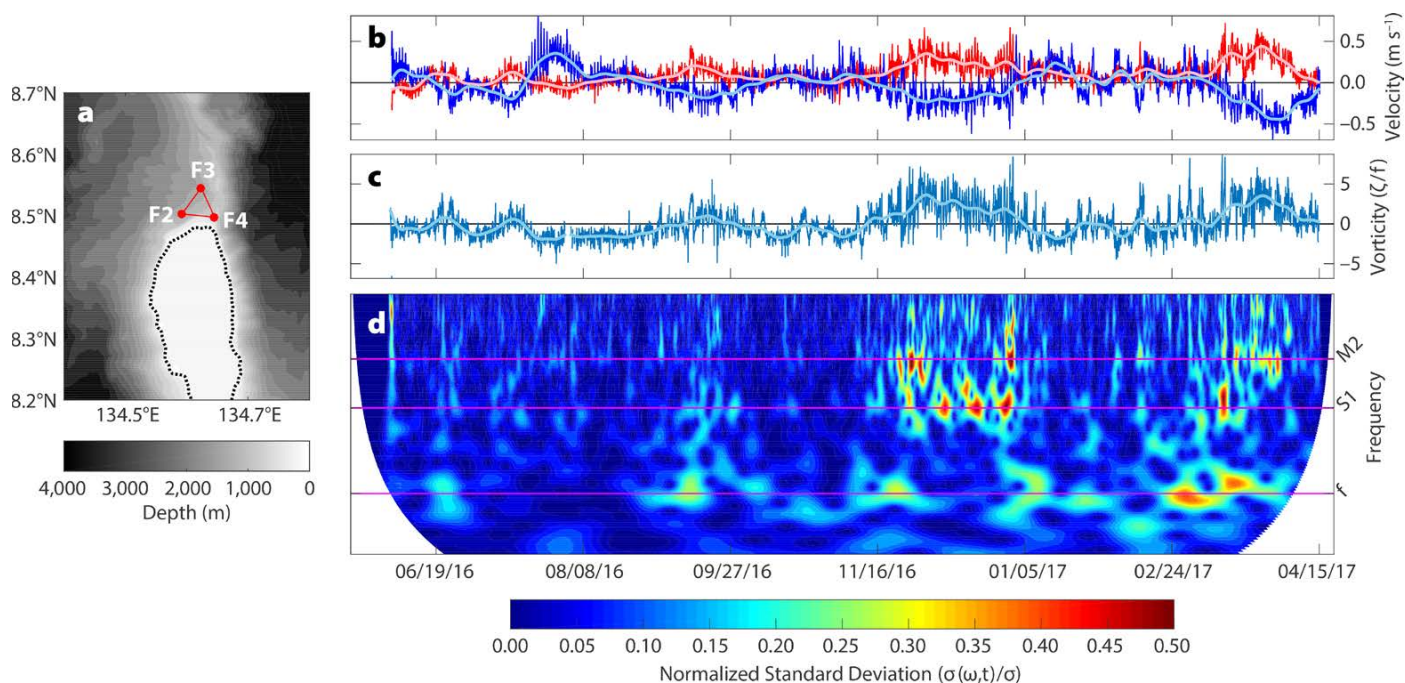 a
F3
F2
F4
8.7°N
8.6°N
8.5°N
8.4°N
8.3°N
8.2°N
134.5°E
134.7°E
4,000
3,000
2,000
1,000
0
Depth (m)
b
0.5
0.0
−0.5
Velocity (m s⁻¹)
c
5
0
−5
Vorticity (ζ/f)
d
M2
S1
f
Frequency
06/19/16
08/08/16
09/27/16
11/16/16
01/05/17
02/24/17
04/15/17
0.00
0.05
0.10
0.15
0.20
0.25
0.30
0.35
0.40
0.45
0.50
Normalized Standard Deviation (σ(ω,t)/σ)